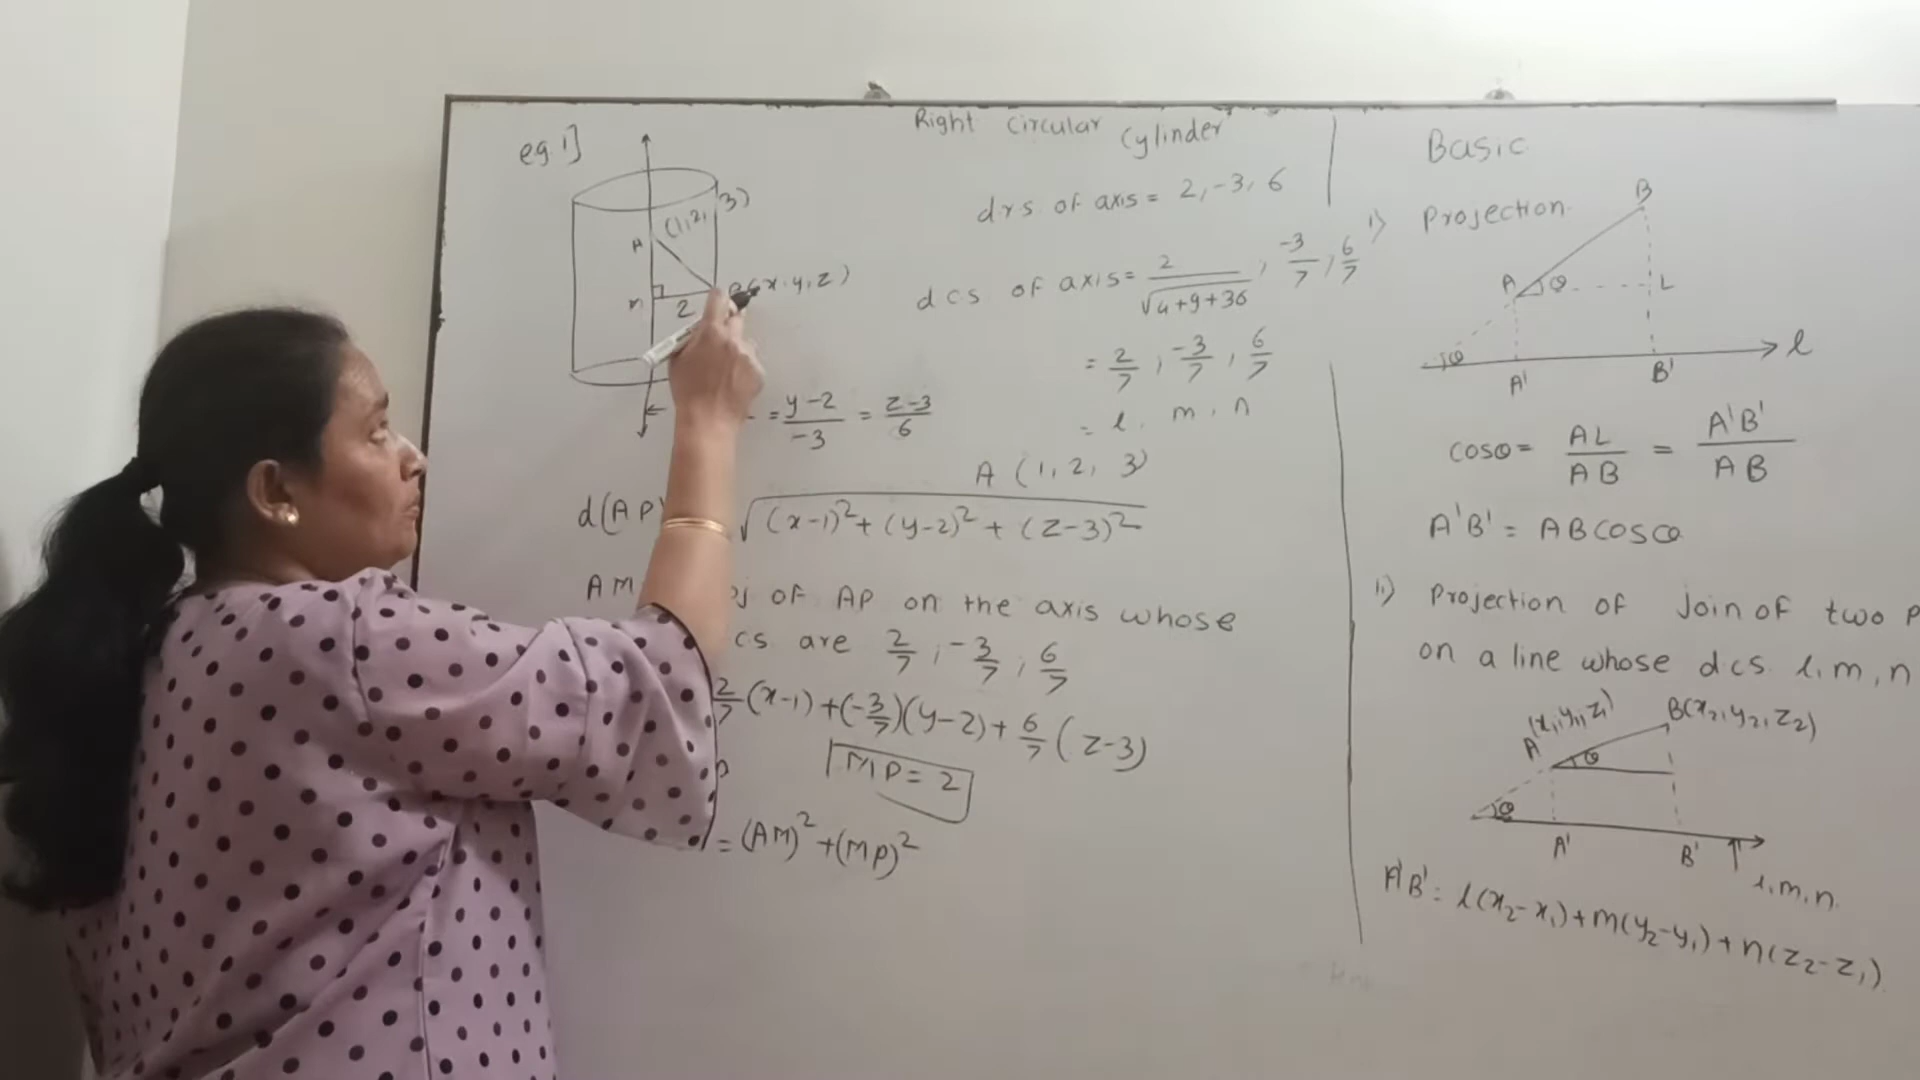 Right Circular Cylinder
eg. 1]
A (1, 2, 3)
P(x, y, z)
M 2
= y-2/-3 = z-3/6
d.r.s. of axis = 2, -3, 6
d c s of axis = 2/√4+9+36, -3/7, 6/7
= 2/7, -3/7, 6/7
= l, m, n
A (1, 2, 3)
d(AP) √(x-1)²+(y-2)²+(z-3)²
AM of AP on the axis whose
cs are 2/7, -3/7, 6/7
2/7(x-1)+(-3/7)(y-2)+6/7(z-3)
MP = 2
= (AM)²+(MP)²
Basic
i) Projection
B
A θ L
θ l
A' B'
cosθ = AL/AB = A'B'/AB
A'B' = AB cosθ
ii) Projection of Join of two
on a line whose d.c.s. l, m, n
A (x₁, y₁, z₁) B(x₂, y₂, z₂)
θ
θ
A' B' l, m, n
A'B' = l(x₂-x₁)+m(y₂-y₁)+n(z₂-z₁)